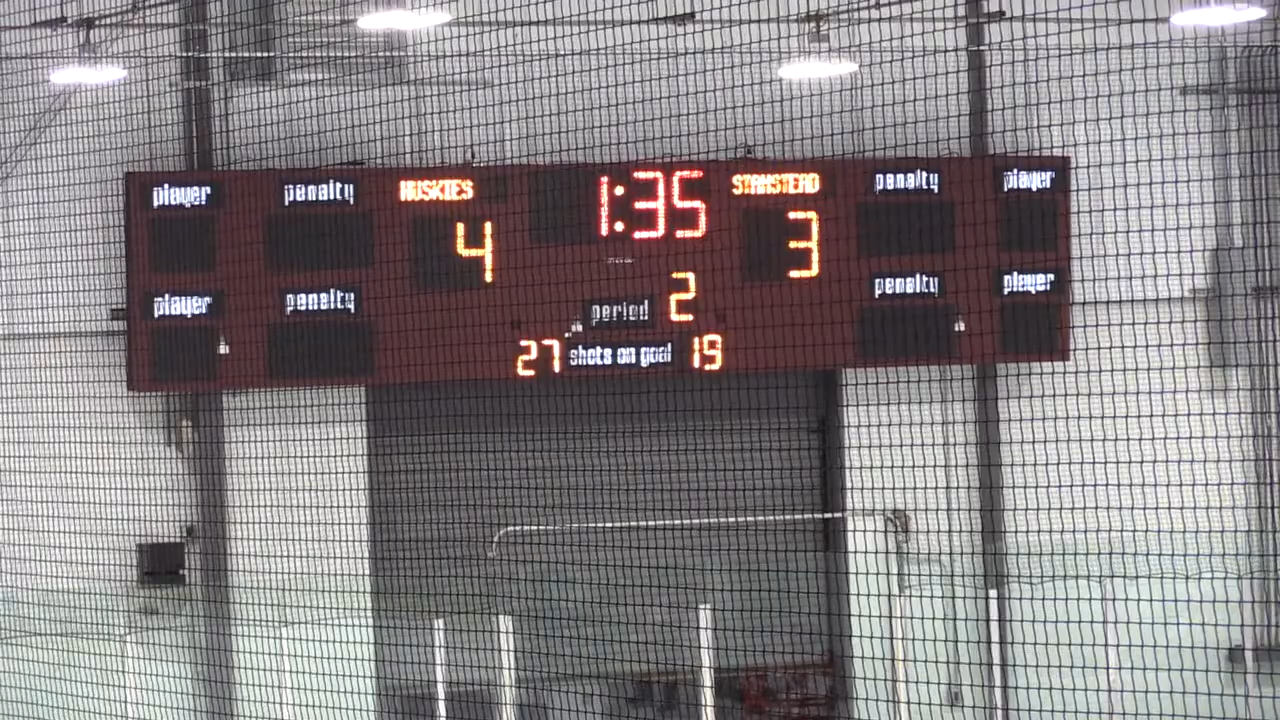 player penalty HUSKIES 1:35 STANSTEAD penalty player
4 3
player penalty period 2 penalty player
27 shots on goal 19